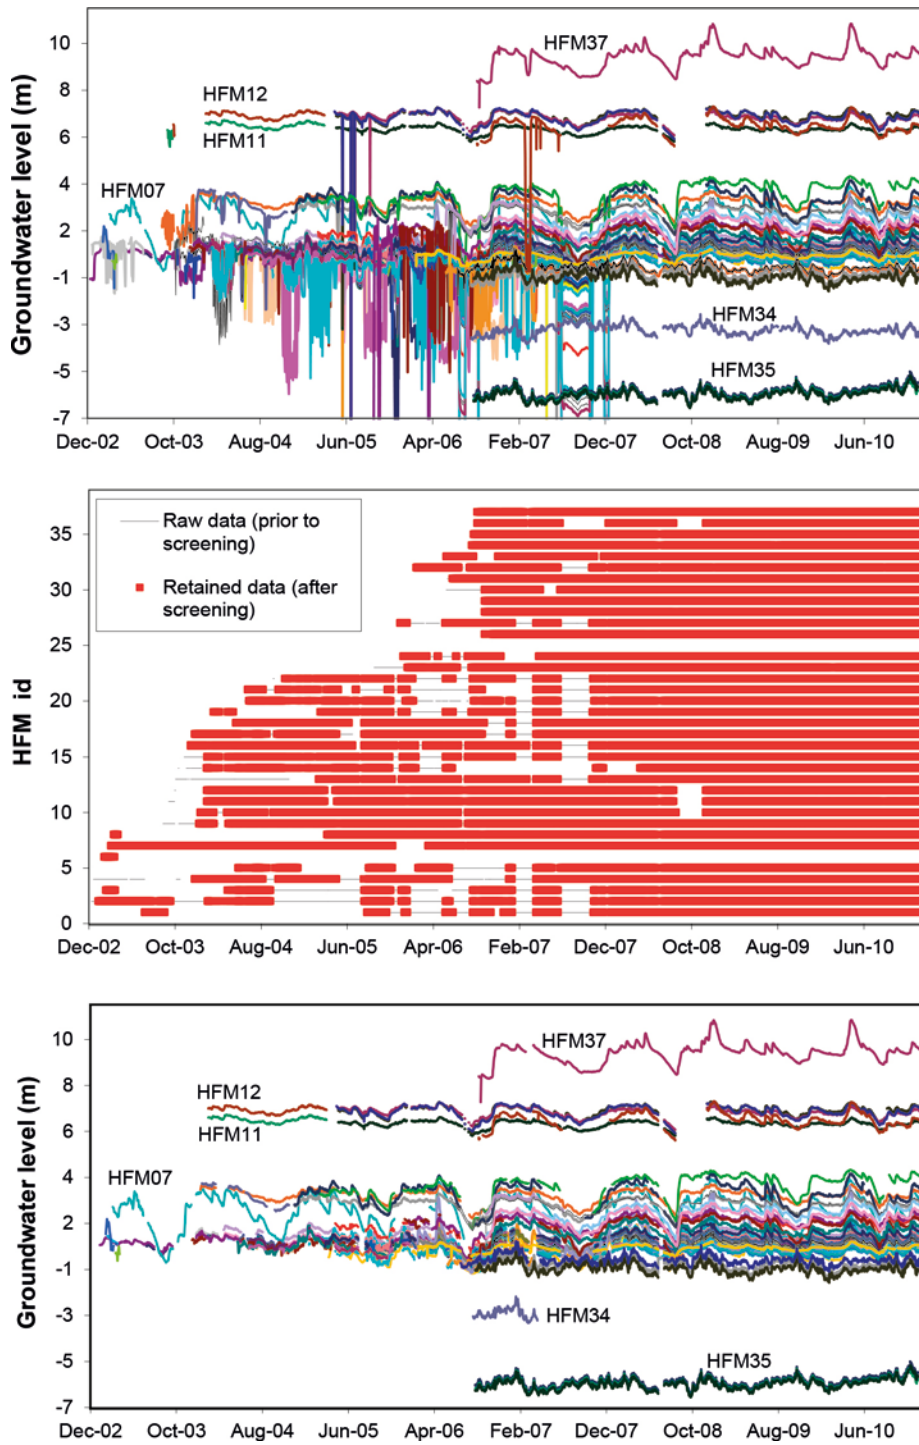 Groundwater level (m)
10
8
6
4
2
-1
-3
-5
-7
HFM37
HFM12
HFM11
HFM07
HFM34
HFM35
Dec-02 Oct-03 Aug-04 Jun-05 Apr-06 Feb-07 Dec-07 Oct-08 Aug-09 Jun-10
HFM id
35
30
25
20
15
10
5
0
Raw data (prior to
screening)
Retained data (after
screening)
Dec-02 Oct-03 Aug-04 Jun-05 Apr-06 Feb-07 Dec-07 Oct-08 Aug-09 Jun-10
Groundwater level (m)
10
8
6
4
2
-1
-3
-5
-7
HFM37
HFM12
HFM11
HFM07
HFM34
HFM35
Dec-02 Oct-03 Aug-04 Jun-05 Apr-06 Feb-07 Dec-07 Oct-08 Aug-09 Jun-10